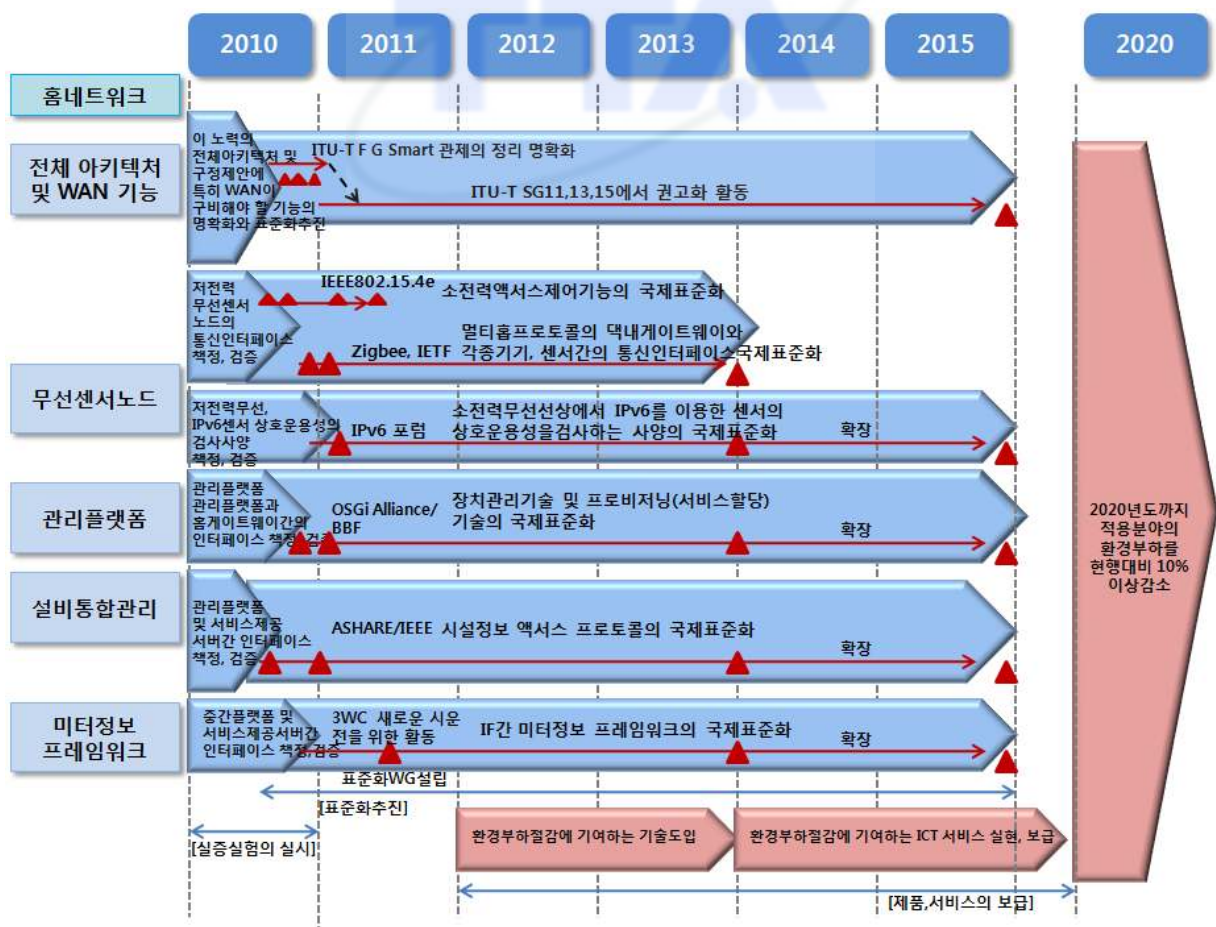 2010
2011
2012
2013
2014
2015
2020
홈네트워크
전체 아키텍처
및 WAN 기능
이 노력의
전체아키텍처 및
구정제안에
특히 WAN이
구비해야 할 기능의
명확화와 표준화추진
ITU-T F G Smart 관제의 정리 명확화
ITU-T SG11,13,15에서 권고화 활동
무선센서노드
저전력
무선센서
노드의
통신인터페이스
책정, 검증
IEEE802.15.4e
소전력액서스제어기능의 국제표준화
Zigbee, IETF
멀티홉프로토콜의 댁내게이트웨이와
각종기기, 센서간의 통신인터페이스국제표준화
저전력무선,
IPv6센서 상호운용성의
검사사양
책정, 검증
IPv6 포럼
소전력무선선상에서 IPv6를 이용한 센서의
상호운용성을검사하는 사양의 국제표준화
확장
관리플랫폼
관리플랫폼
관리플랫폼과
홈게이트웨이간의
인터페이스 책정, 검증
OSGi Alliance/
BBF
장치관리기술 및 프로비저닝(서비스할당)
기술의 국제표준화
확장
설비통합관리
관리플랫폼
및 서비스제공
서버간 인터페이스
책정, 검증
ASHARE/IEEE 시설정보 액서스 프로토콜의 국제표준화
확장
미터정보
프레임워크
중간플랫폼 및
서비스제공서버간
인터페이스 책정,검증
3WC 새로운 시운
전을 위한 활동
IF간 미터정보 프레임워크의 국제표준화
확장
표준화WG설립
[표준화추진]
[실증실험의 실시]
환경부하절감에 기여하는 기술도입
환경부하절감에 기여하는 ICT 서비스 실현, 보급
[제품,서비스의 보급]
2020년도까지
적용분야의
환경부하를
현행대비 10%
이상감소
TTA